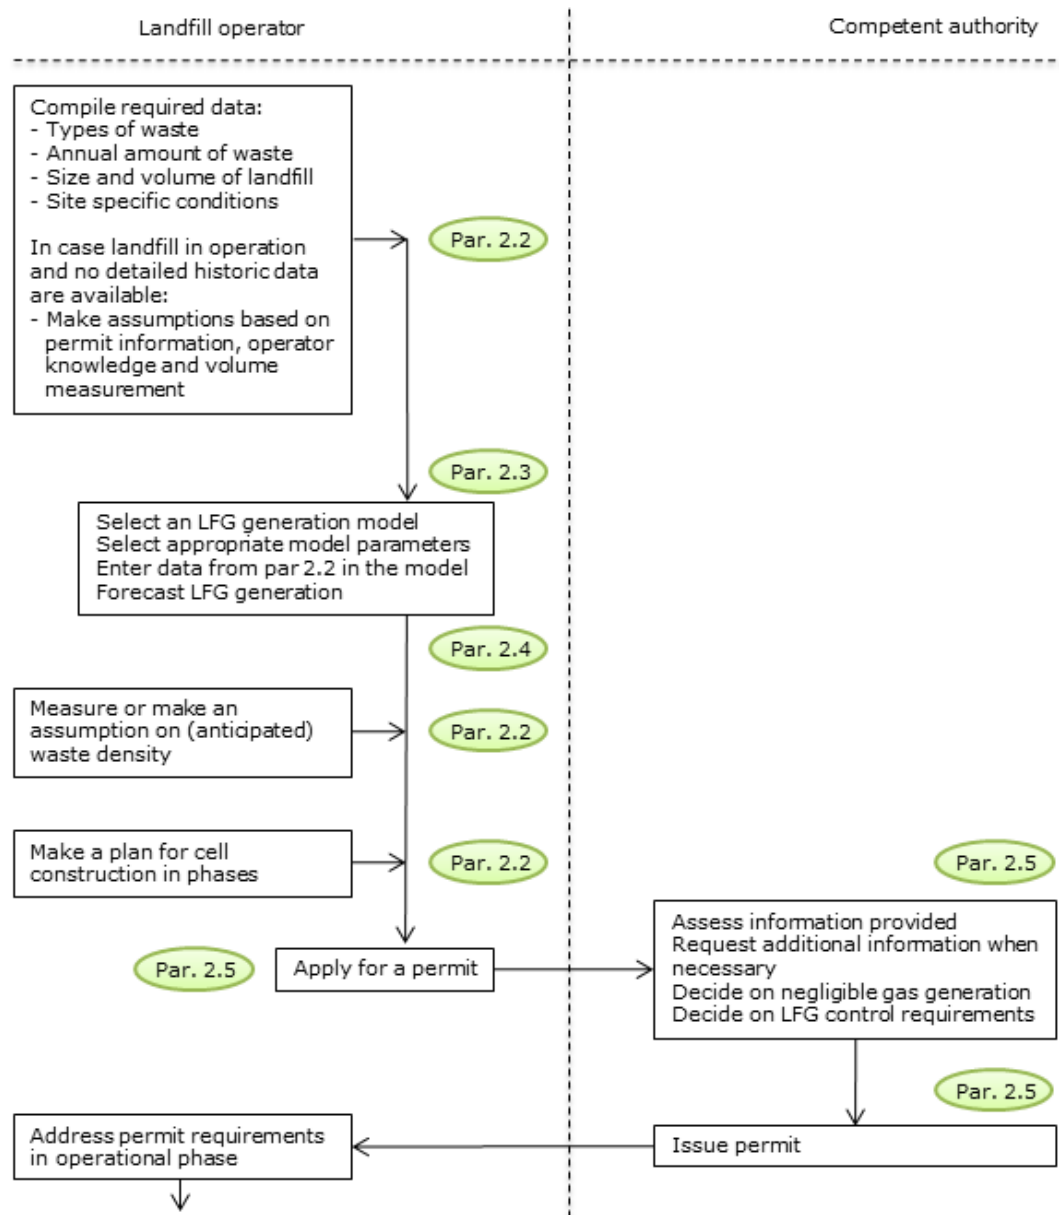 Landfill operator
Competent authority
Compile required data:
- Types of waste
- Annual amount of waste
- Size and volume of landfill
- Site specific conditions
In case landfill in operation
and no detailed historic data
are available:
- Make assumptions based on
permit information, operator
knowledge and volume
measurement
Par. 2.2
Par. 2.3
Select an LFG generation model
Select appropriate model parameters
Enter data from par 2.2 in the model
Forecast LFG generation
Par. 2.4
Measure or make an
assumption on (anticipated)
waste density
Par. 2.2
Make a plan for cell
construction in phases
Par. 2.2
Par. 2.5
Apply for a permit
Par. 2.5
Assess information provided
Request additional information when
necessary
Decide on negligible gas generation
Decide on LFG control requirements
Par. 2.5
Issue permit
Address permit requirements
in operational phase